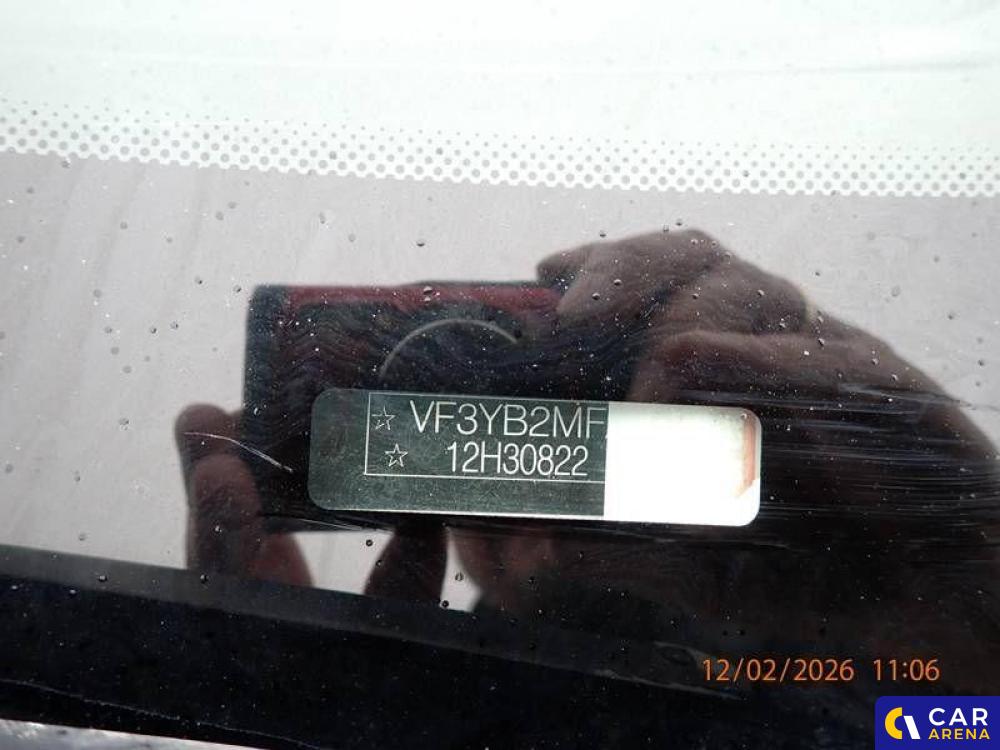 ☆ VF3YB2MF
☆ 12H30822
12/02/2026 11:06
CAR
ARENA